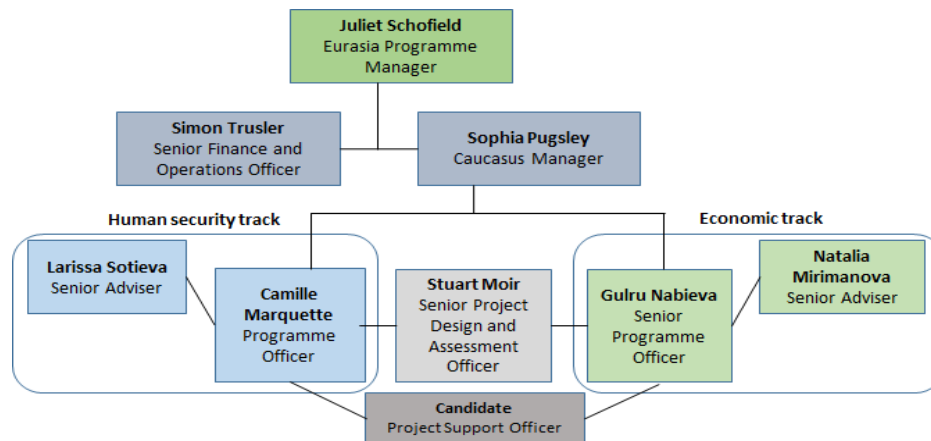 Juliet Schofield
Eurasia Programme
Manager
Simon Trusler
Senior Finance and
Operations Officer
Sophia Pugsley
Caucasus Manager
Human security track
Economic track
Larissa Sotieva
Senior Adviser
Camille
Marquette
Programme
Officer
Stuart Moir
Senior Project
Design and
Assessment
Officer
Gulru Nabieva
Senior
Programme
Officer
Natalia
Mirimanova
Senior Adviser
Candidate
Project Support Officer